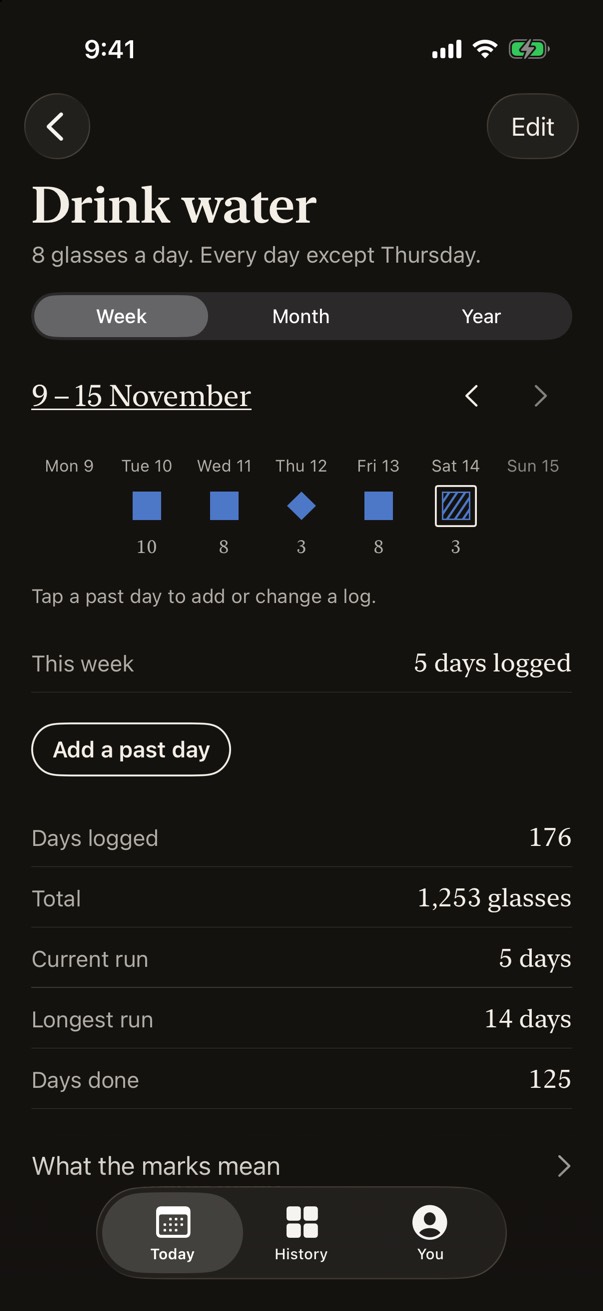 9:41
Edit
Drink water
8 glasses a day. Every day except Thursday.
Week Month Year
9 – 15 November
Mon 9 Tue 10 Wed 11 Thu 12 Fri 13 Sat 14 Sun 15
10 8 3 8 3
Tap a past day to add or change a log.
This week 5 days logged
Add a past day
Days logged 176
Total 1,253 glasses
Current run 5 days
Longest run 14 days
Days done 125
What the marks mean
Today History You